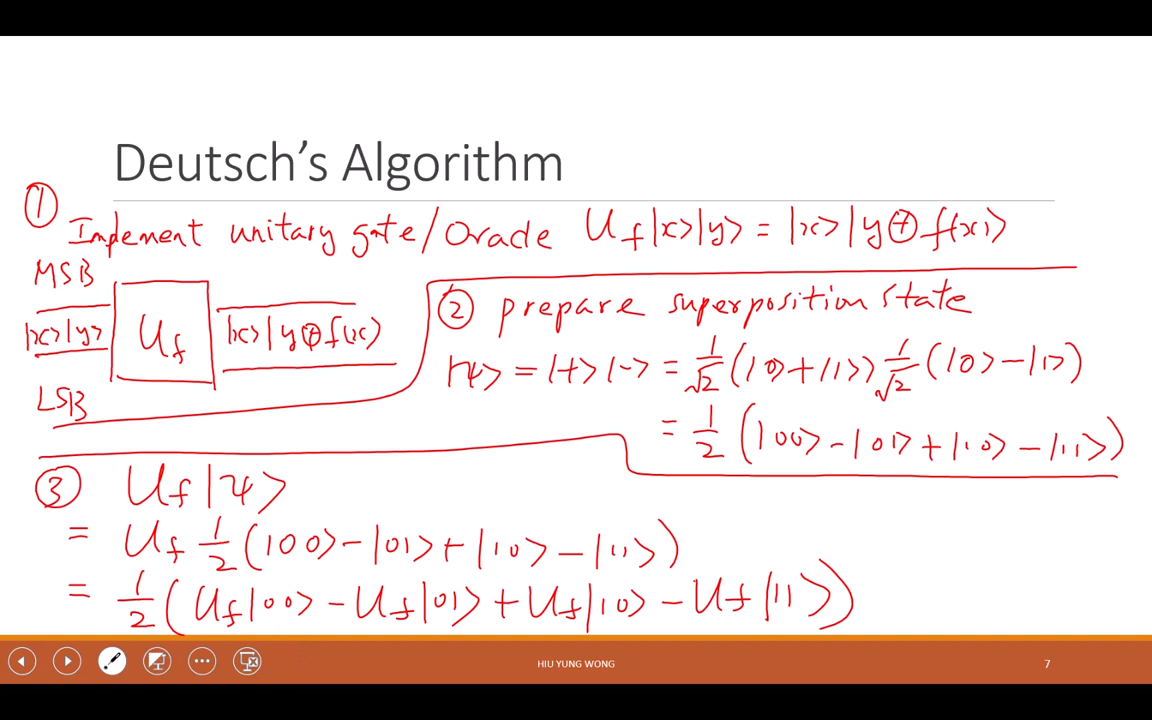 Deutsch's Algorithm
① Implement unitary gate/Oracle U_f|x>|y> = |x>|y⊕f(x)>
MSB
|x>|y> U_f |x>|y⊕f(x)>
LSB
② prepare superposition state
|ψ> = |+>|-> = 1/√2 (|0>+|1>) 1/√2 (|0>-|1>)
= 1/2 (|00>-|01>+|10>-|11>)
③ U_f|ψ>
= U_f 1/2 (|00>-|01>+|10>-|11>)
= 1/2 (U_f|00>-U_f|01>+U_f|10>-U_f|11>)
HIU YUNG WONG
7